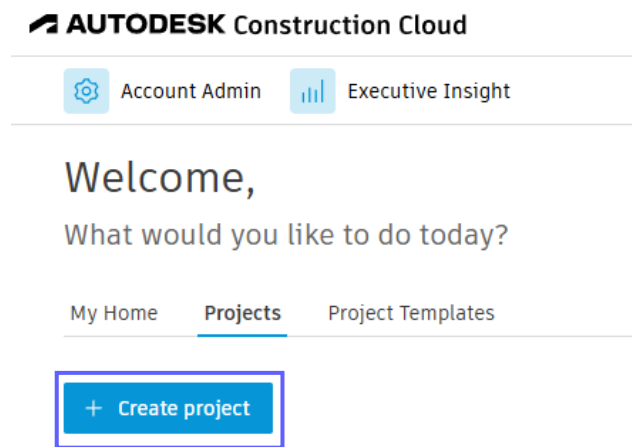 AUTODESK Construction Cloud
Account Admin Executive Insight
Welcome,
What would you like to do today?
My Home Projects Project Templates
+ Create project